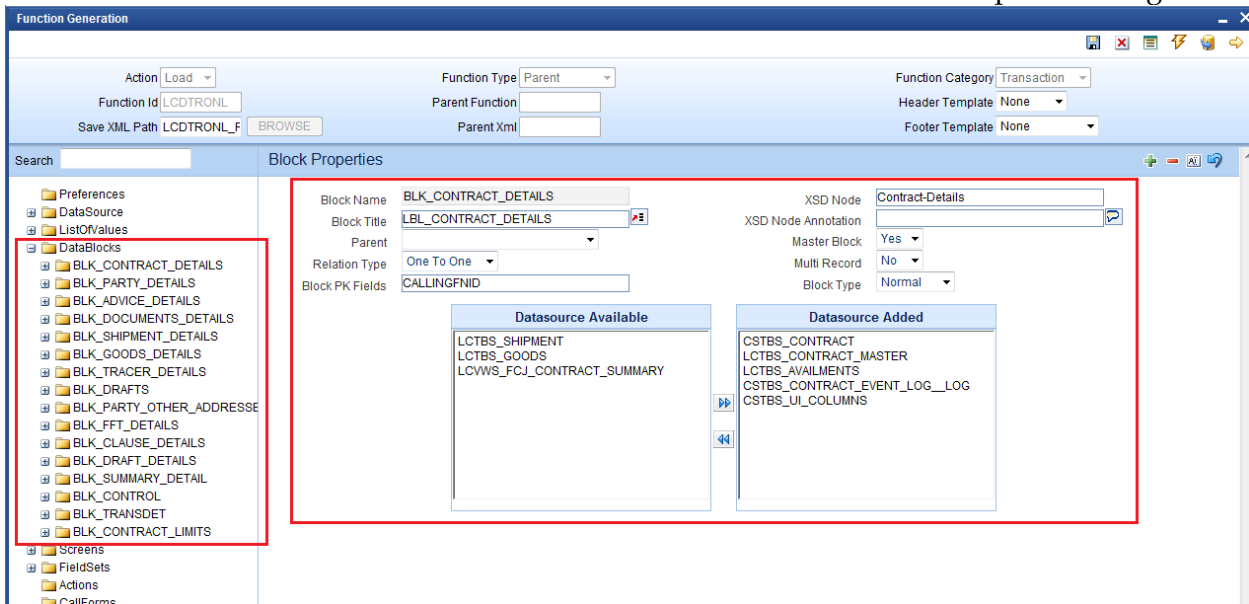 Function Generation
Action Load Function Type Parent Function Category Transaction
Function Id LCDTRONL Parent Function Header Template None
Save XML Path LCDTRONL_F BROWSE Parent Xml Footer Template None
Search Block Properties
Preferences
DataSource
ListOfValues
DataBlocks
BLK_CONTRACT_DETAILS
BLK_PARTY_DETAILS
BLK_ADVICE_DETAILS
BLK_DOCUMENTS_DETAILS
BLK_SHIPMENT_DETAILS
BLK_GOODS_DETAILS
BLK_TRACER_DETAILS
BLK_DRAFTS
BLK_PARTY_OTHER_ADDRESSE
BLK_FFT_DETAILS
BLK_CLAUSE_DETAILS
BLK_DRAFT_DETAILS
BLK_SUMMARY_DETAIL
BLK_CONTROL
BLK_TRANSDET
BLK_CONTRACT_LIMITS
Screens
FieldSets
Actions
CallForms
Block Name BLK_CONTRACT_DETAILS XSD Node Contract-Details
Block Title LBL_CONTRACT_DETAILS XSD Node Annotation
Parent Master Block Yes
Relation Type One To One Multi Record No
Block PK Fields CALLINGFNID Block Type Normal
Datasource Available
LCTBS_SHIPMENT
LCTBS_GOODS
LCVWS_FCJ_CONTRACT_SUMMARY
Datasource Added
CSTBS_CONTRACT
LCTBS_CONTRACT_MASTER
LCTBS_AVAILMENTS
CSTBS_CONTRACT_EVENT_LOG__LOG
CSTBS_UI_COLUMNS